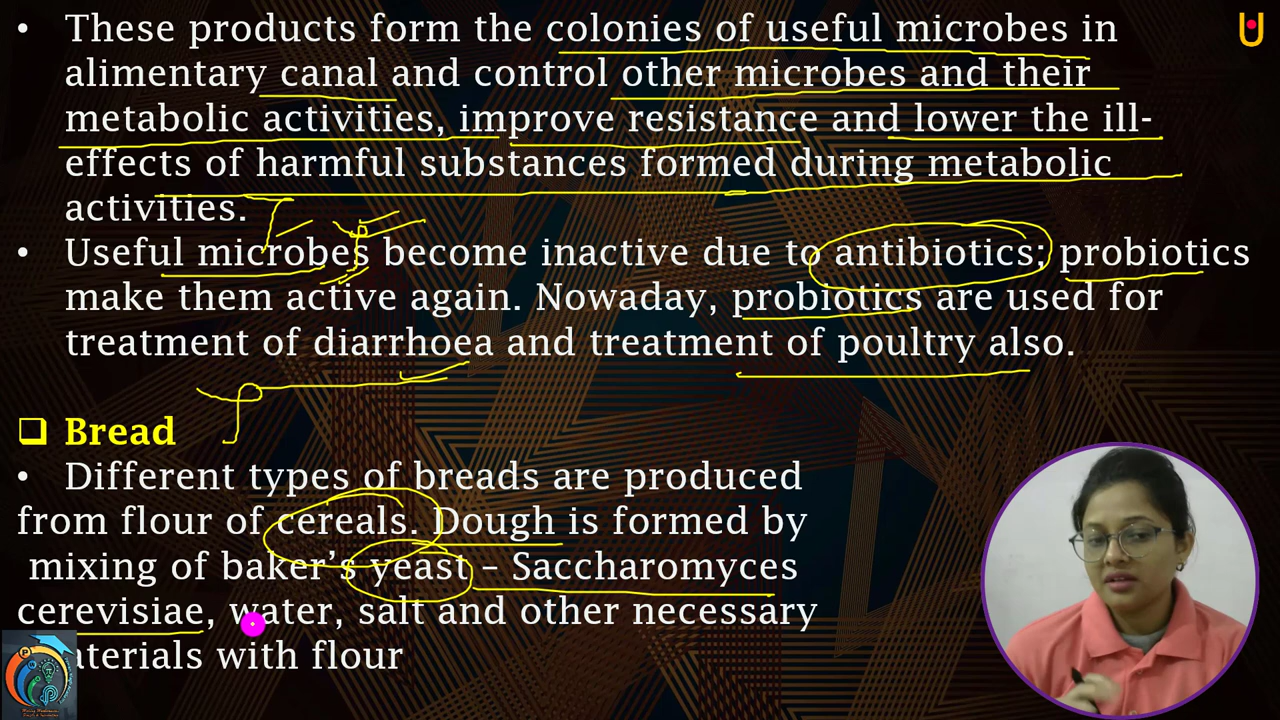 • These products form the colonies of useful microbes in
alimentary canal and control other microbes and their
metabolic activities, improve resistance and lower the ill-
effects of harmful substances formed during metabolic
activities.
• Useful microbes become inactive due to antibiotics; probiotics
make them active again. Nowaday, probiotics are used for
treatment of diarrhoea and treatment of poultry also.
❑ Bread
• Different types of breads are produced
from flour of cereals. Dough is formed by
mixing of baker's yeast – Saccharomyces
cerevisiae, water, salt and other necessary
aterials with flour